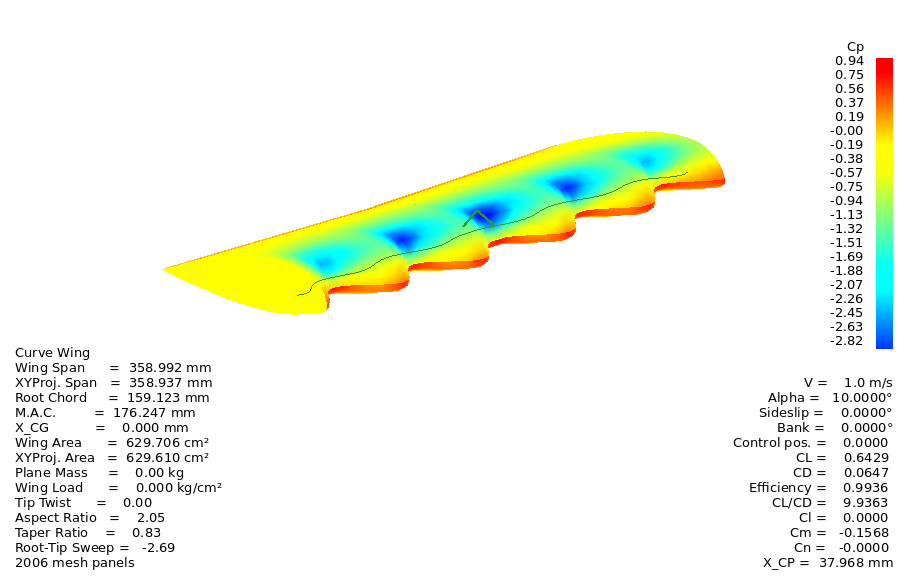 Cp
0.94
0.75
0.56
0.37
0.19
-0.00
-0.19
-0.38
-0.57
-0.75
-0.94
-1.13
-1.32
-1.51
-1.69
-1.88
-2.07
-2.26
-2.45
-2.63
-2.82
Curve Wing
Wing Span = 358.992 mm
XYProj. Span = 358.937 mm
Root Chord = 159.123 mm
M.A.C. = 176.247 mm
X_CG = 0.000 mm
Wing Area = 629.706 cm²
XYProj. Area = 629.610 cm²
Plane Mass = 0.00 kg
Wing Load = 0.000 kg/cm²
Tip Twist = 0.00
Aspect Ratio = 2.05
Taper Ratio = 0.83
Root-Tip Sweep = -2.69
2006 mesh panels
V = 1.0 m/s
Alpha = 10.0000°
Sideslip = 0.0000°
Bank = 0.0000°
Control pos. = 0.0000
CL = 0.6429
CD = 0.0647
Efficiency = 0.9936
CL/CD = 9.9363
Cl = 0.0000
Cm = -0.1568
Cn = -0.0000
X_CP = 37.968 mm